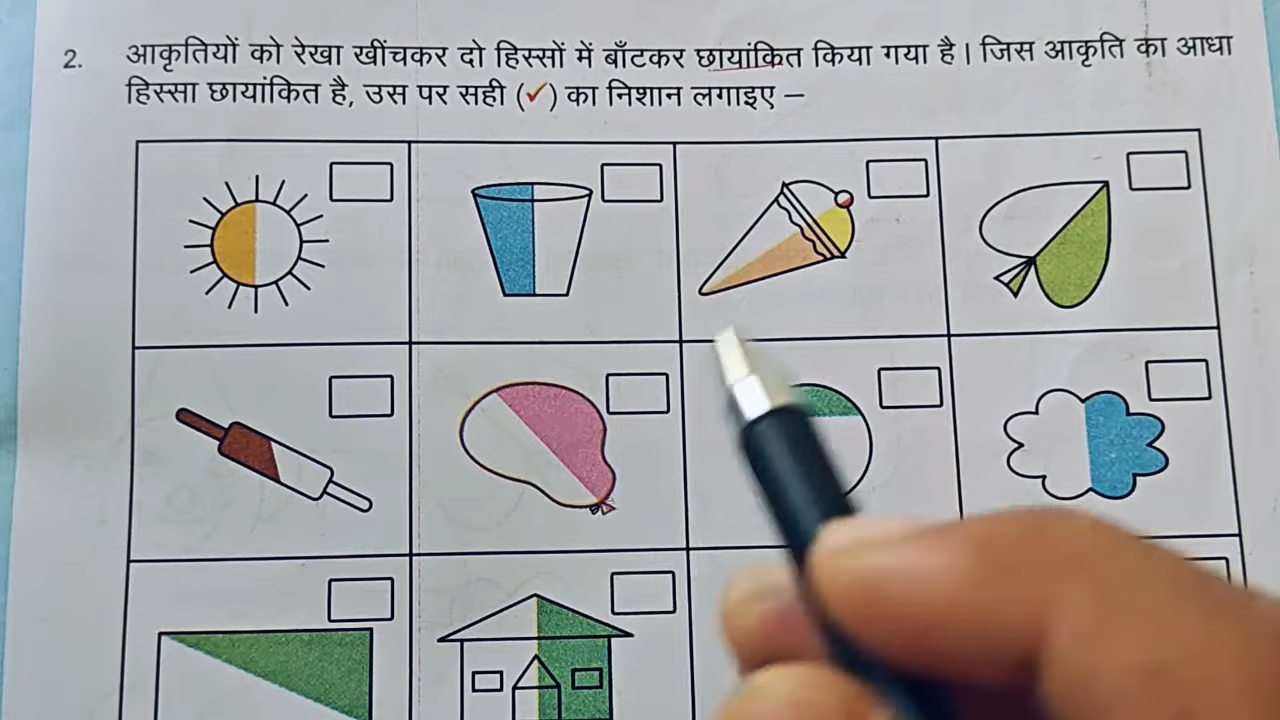 2. आकृतियों को रेखा खींचकर दो हिस्सों में बाँटकर छायांकित किया गया है। जिस आकृति का आधा
हिस्सा छायांकित है, उस पर सही (✓) का निशान लगाइए –